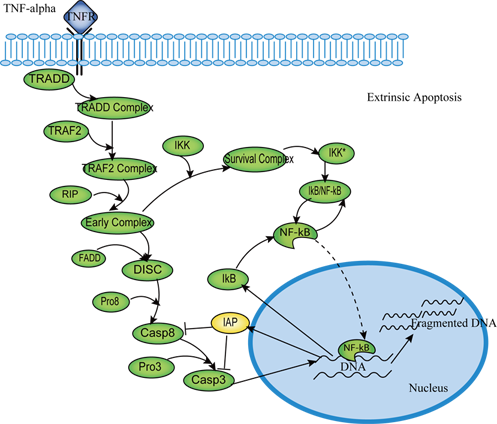 TNF-alpha
TNFR
TRADD
TRADD Complex
Extrinsic Apoptosis
TRAF2
IKK
Survival Complex
IKK*
TRAF2 Complex
RIP
IkB/NF-kB
Early Complex
NF-kB
FADD
DISC
IkB
Pro8
IAP
Casp8
Fragmented DNA
NF-kB
DNA
Pro3
Casp3
Nucleus